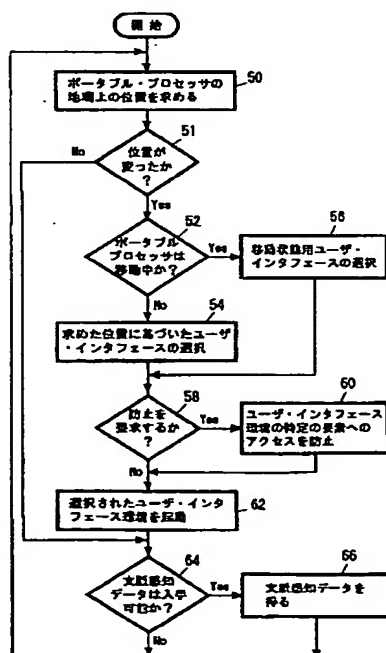 開始
ポータブル・プロセッサの
地球上の位置を求める
50
51
位置が
変ったか
?
No
Yes
52
ポータブル
プロセッサは
移動中か?
Yes
No
56
移動状態用ユーザ・
インタフェースの選択
54
求めた位置に基づいたユーザ
・インタフェースの選択
58
防止を
要求するか
?
Yes
No
60
ユーザ・インタフェース
環境の特定の要素への
アクセスを防止
選択されたユーザ・インタ
フェース環境を起動
62
64
文脈感知
データは入手
可能か?
Yes
No
66
文脈感知データを
得る